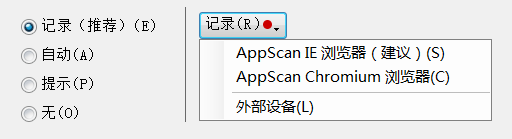 记录（推荐）(E)
自动(A)
提示(P)
无(O)
记录(R)
AppScan IE 浏览器（建议）(S)
AppScan Chromium 浏览器(C)
外部设备(L)